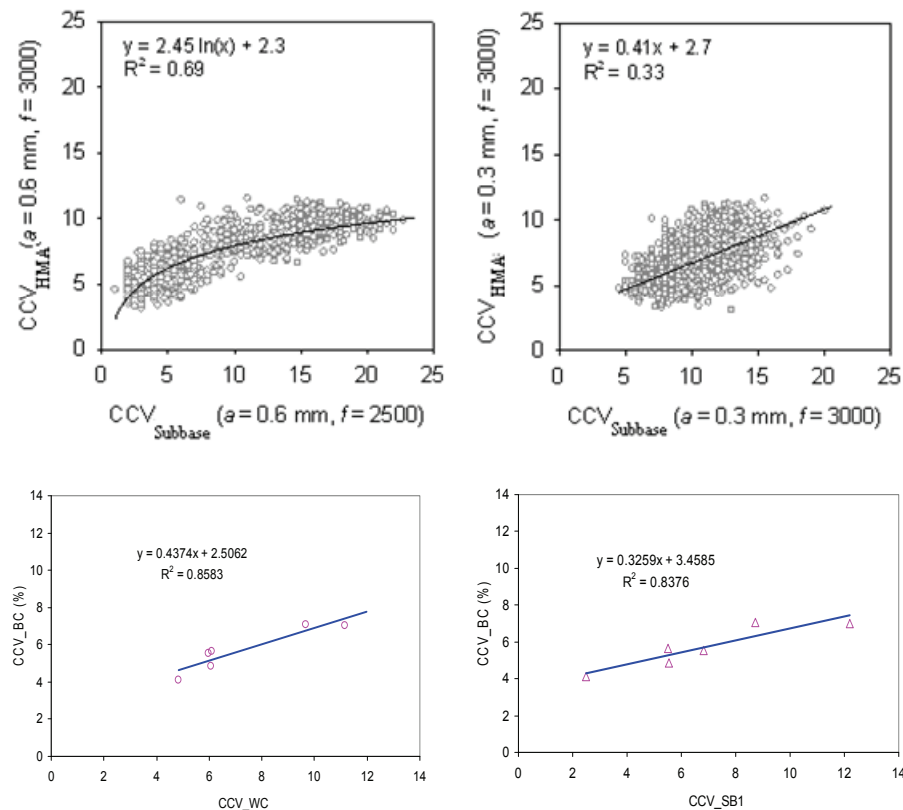 y = 2.45 ln(x) + 2.3
R² = 0.69
25
20
15
10
5
0
0 5 10 15 20 25
CCV_HMA (a = 0.6 mm, f = 3000)
CCV_Subbase (a = 0.6 mm, f = 2500)
y = 0.41x + 2.7
R² = 0.33
25
20
15
10
5
0
0 5 10 15 20 25
CCV_HMA (a = 0.3 mm, f = 3000)
CCV_Subbase (a = 0.3 mm, f = 3000)
y = 0.4374x + 2.5062
R² = 0.8583
14
12
10
8
6
4
2
0
0 2 4 6 8 10 12 14
CCV_BC (%)
CCV_WC
y = 0.3259x + 3.4585
R² = 0.8376
14
12
10
8
6
4
2
0
0 2 4 6 8 10 12 14
CCV_BC (%)
CCV_SB1